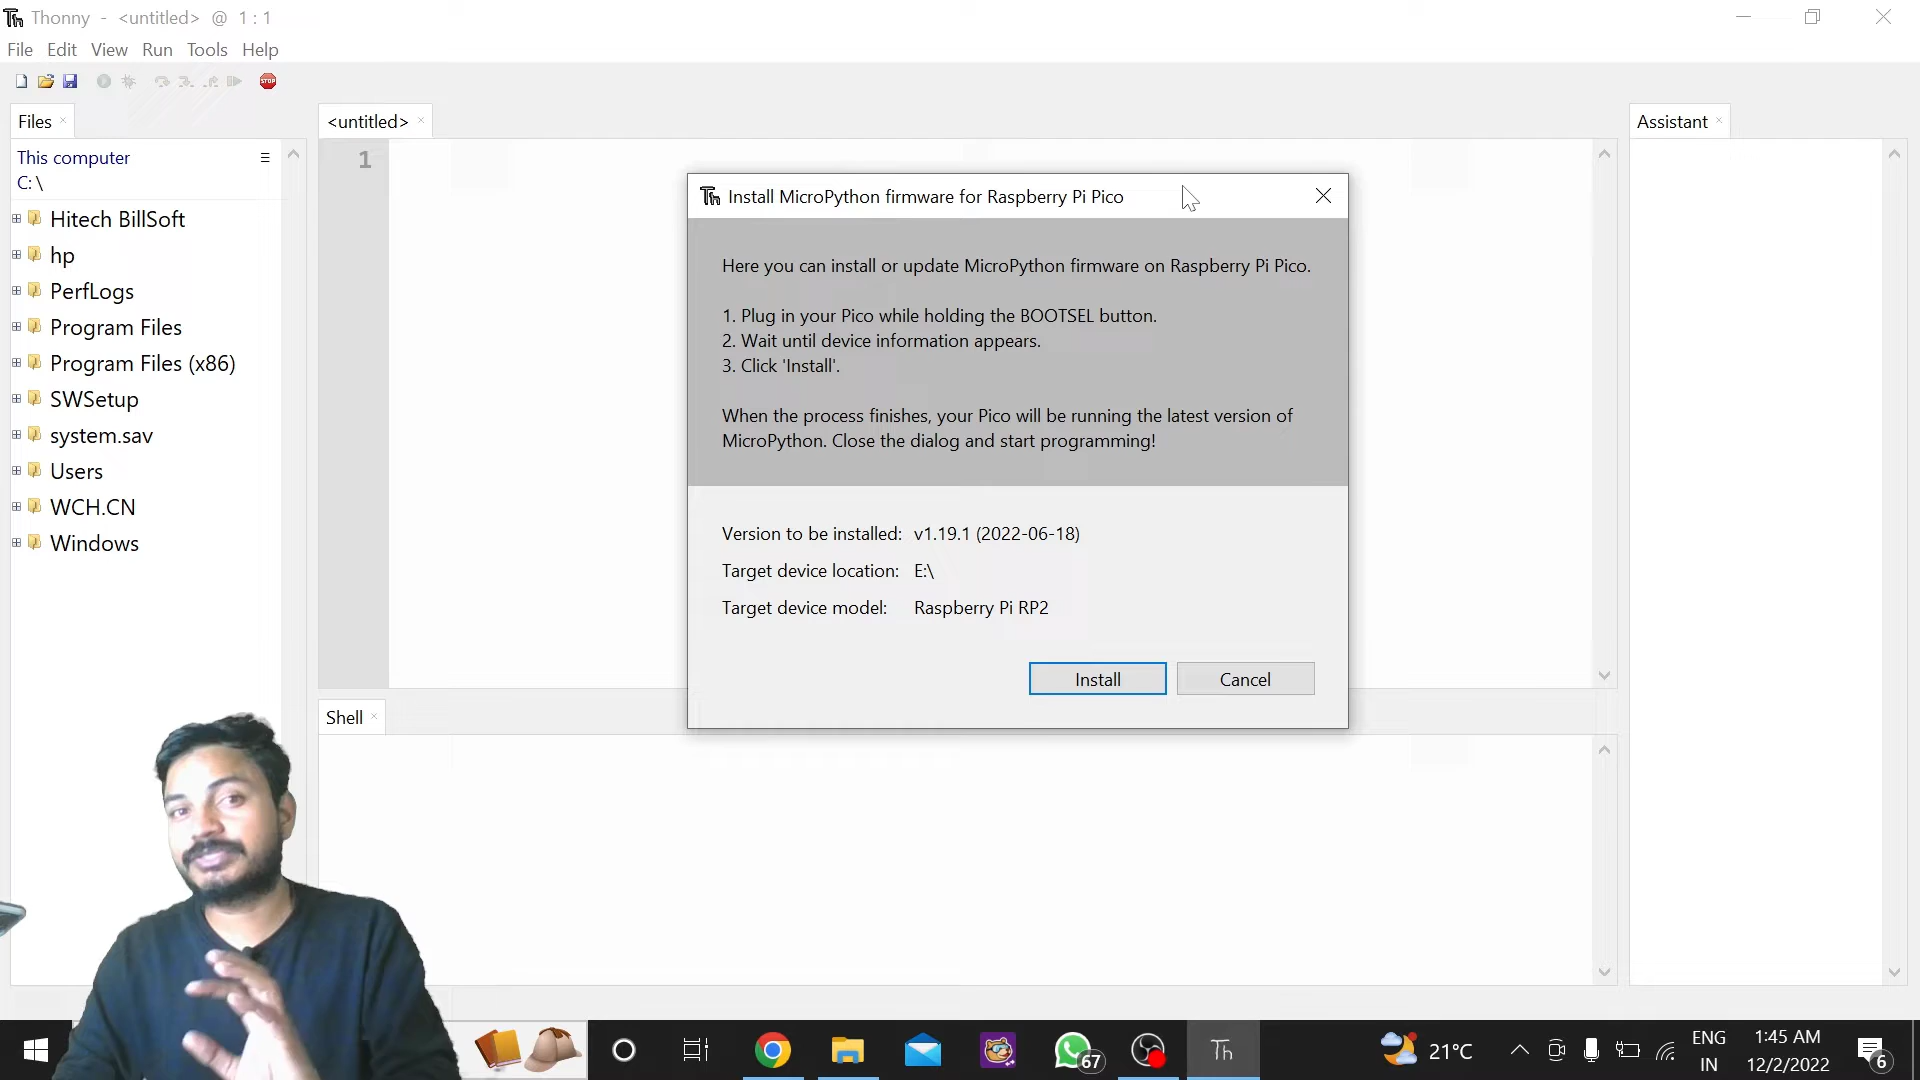 Thonny - <untitled> @ 1 : 1
File Edit View Run Tools Help
STOP
Files
<untitled>
Assistant
This computer
C: \
1
Hitech BillSoft
hp
PerfLogs
Program Files
Program Files (x86)
SWSetup
system.sav
Users
WCH.CN
Windows
Install MicroPython firmware for Raspberry Pi Pico
Here you can install or update MicroPython firmware on Raspberry Pi Pico.
1. Plug in your Pico while holding the BOOTSEL button.
2. Wait until device information appears.
3. Click 'Install'.
When the process finishes, your Pico will be running the latest version of
MicroPython. Close the dialog and start programming!
Version to be installed: v1.19.1 (2022-06-18)
Target device location: E:\
Target device model: Raspberry Pi RP2
Install
Cancel
Shell
67
Th
21°C
ENG
IN
1:45 AM
12/2/2022
6